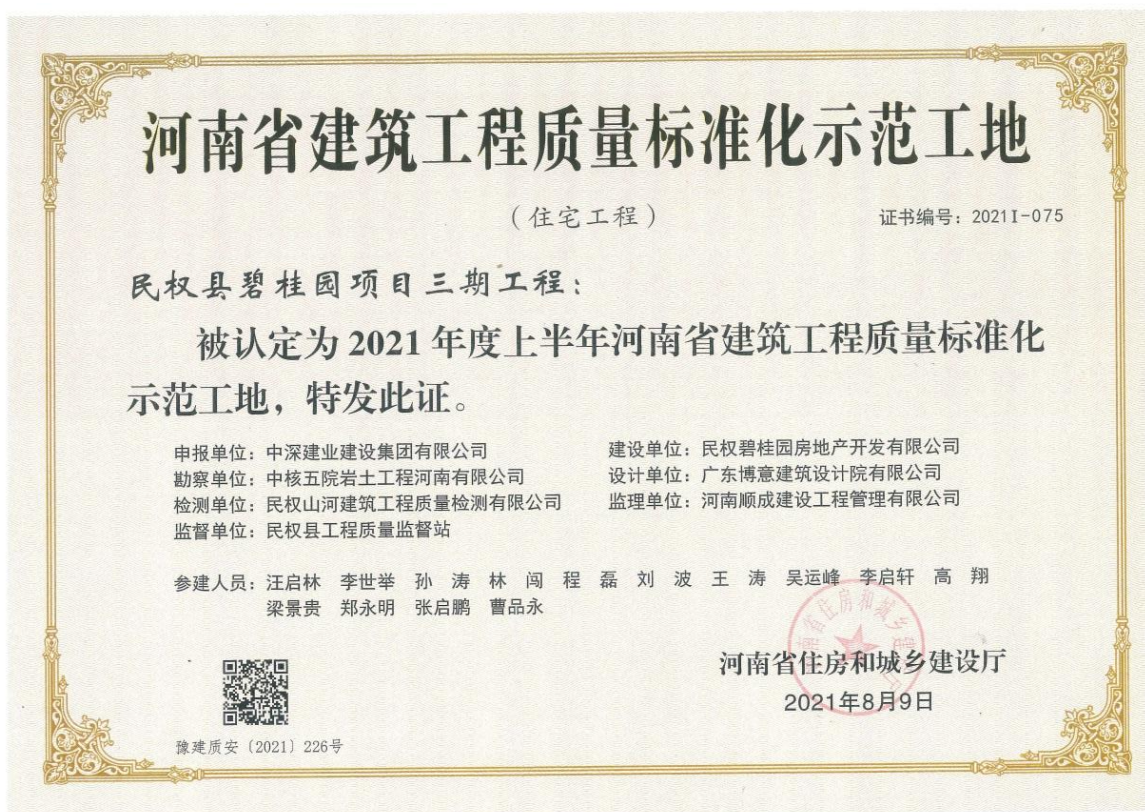 河南省建筑工程质量标准化示范工地
（住宅工程）
证书编号：2021I-075
民权县碧桂园项目三期工程：
被认定为 2021 年度上半年河南省建筑工程质量标准化
示范工地，特发此证。
申报单位：中深建业建设集团有限公司 建设单位：民权碧桂园房地产开发有限公司
勘察单位：中核五院岩土工程河南有限公司 设计单位：广东博意建筑设计院有限公司
检测单位：民权山河建筑工程质量检测有限公司 监理单位：河南顺成建设工程管理有限公司
监督单位：民权县工程质量监督站
参建人员：汪启林 李世举 孙 涛 林 闯 程 磊 刘 波 王 涛 吴运峰 李启轩 高 翔
梁景贵 郑永明 张启鹏 曹品永
河南省住房和城乡建设厅
2021年8月9日
豫建质安〔2021〕226号